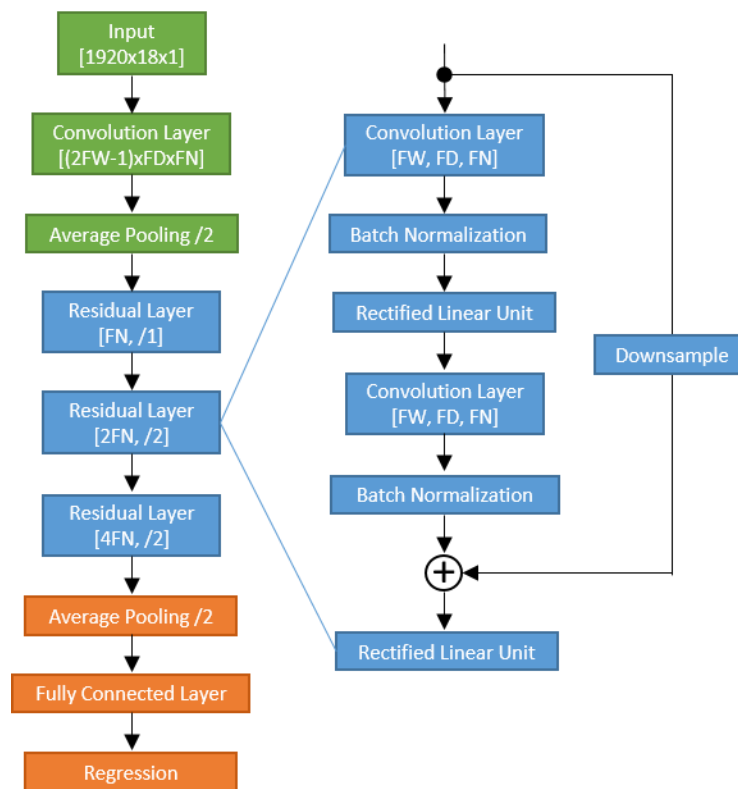 Input
[1920x18x1]
Convolution Layer
[(2FW-1)xFDxFN]
Average Pooling /2
Residual Layer
[FN, /1]
Residual Layer
[2FN, /2]
Residual Layer
[4FN, /2]
Average Pooling /2
Fully Connected Layer
Regression
Convolution Layer
[FW, FD, FN]
Batch Normalization
Rectified Linear Unit
Convolution Layer
[FW, FD, FN]
Batch Normalization
Rectified Linear Unit
Downsample